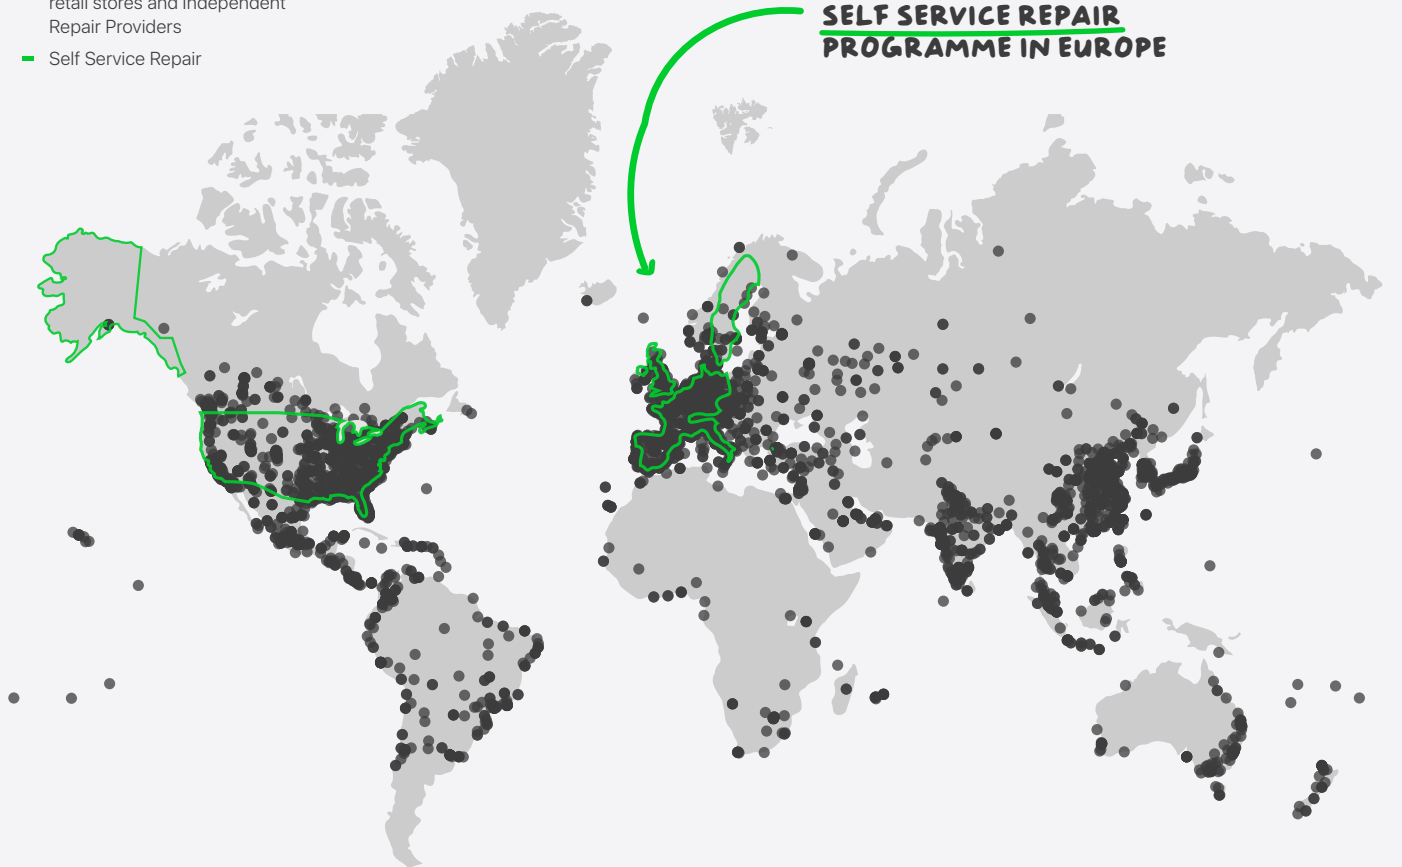 retail stores and Independent
Repair Providers
Self Service Repair
SELF SERVICE REPAIR
PROGRAMME IN EUROPE